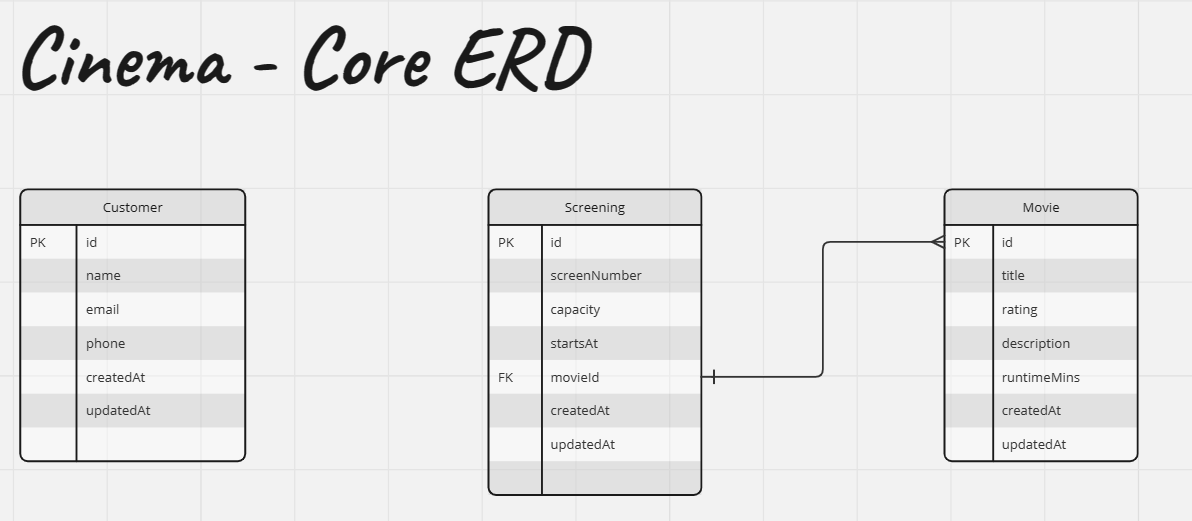 Cinema - Core ERD
Customer
PK id
name
email
phone
createdAt
updatedAt
Screening
PK id
screenNumber
capacity
startsAt
FK movieId
createdAt
updatedAt
Movie
PK id
title
rating
description
runtimeMins
createdAt
updatedAt